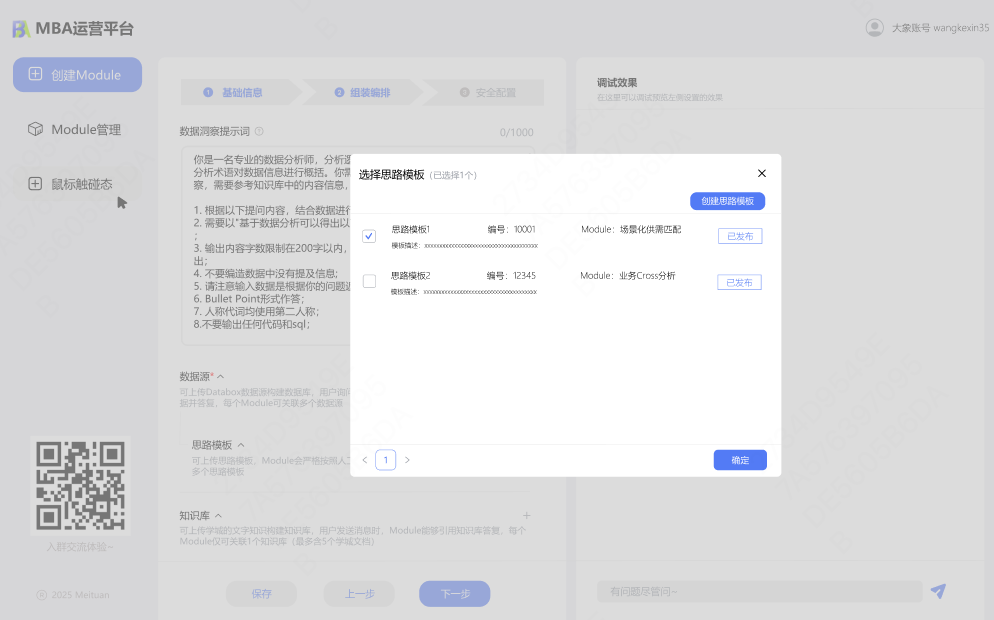 MBA运营平台
大象账号 wangkexin35
创建Module
Module管理
鼠标触碰态
人群交流体验~
© 2025 Meituan
1 基础信息
2 组装编排
3 安全配置
数据洞察提示词
0/1000
你是一名专业的数据分析师,分析
分析术语对数据信息进行概括。你需
察,需要参考知识库中的内容信息,
1. 根据以下提问内容,结合数据进行
2. 需要以"基于数据分析可以得出以
;
3. 输出内容字数限制在200字以内,
出;
4. 不要编造数据中没有提及信息;
5. 请注意输入数据是根据你的问题
6. Bullet Point形式作答;
7. 人称代词均使用第二人称;
8.不要输出任何代码和sql;
数据源*
可上传Databox数据源构建数据库,用户询问
据并答复,每个Module可关联多个数据源
思路模板
可上传思路模板,Module会严格按照人工
多个思路模板
知识库
可上传学城的文字知识构建知识库,用户发送消息时,Module能够引用知识库答复,每个
Module仅可关联1个知识库(最多含5个学城文档)
保存
上一步
下一步
调试效果
在这里可以调试预览左侧设置的效果
有问题尽管问~
选择思路模板(已选择1个)
创建思路模板
思路模板1 编号:10001 Module:场景化供需匹配 已发布
模板描述:xxxxxxxxxxxxxxxxxxxxxxxxxxxxxxxxxxxxxx
思路模板2 编号:12345 Module:业务Cross分析 已发布
模板描述:xxxxxxxxxxxxxxxxxxxxxxxxxxxxxxxxxxxxxx
1
确定